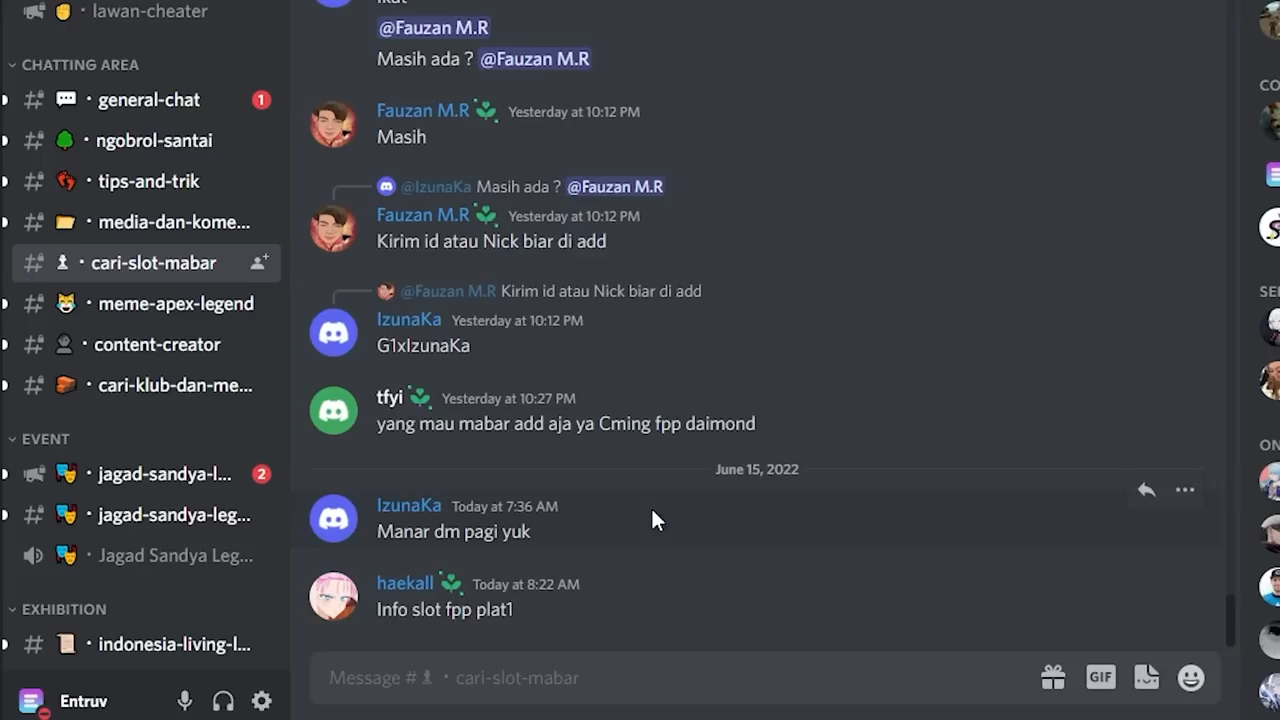 lawan-cheater
CHATTING AREA
general-chat 1
ngobrol-santai
tips-and-trik
media-dan-kome...
cari-slot-mabar
meme-apex-legend
content-creator
cari-klub-dan-me...
EVENT
jagad-sandya-l... 2
jagad-sandya-leg...
Jagad Sandya Leg...
EXHIBITION
indonesia-living-l...
Entruv
@Fauzan M.R
Masih ada ? @Fauzan M.R
Fauzan M.R Yesterday at 10:12 PM
Masih
@IzunaKa Masih ada ? @Fauzan M.R
Fauzan M.R Yesterday at 10:12 PM
Kirim id atau Nick biar di add
@Fauzan M.R Kirim id atau Nick biar di add
IzunaKa Yesterday at 10:12 PM
G1xIzunaKa
tfyi Yesterday at 10:27 PM
yang mau mabar add aja ya Cming fpp daimond
June 15, 2022
IzunaKa Today at 7:36 AM
Manar dm pagi yuk
haekall Today at 8:22 AM
Info slot fpp plat1
Message # cari-slot-mabar
GIF
CO
SE
ON